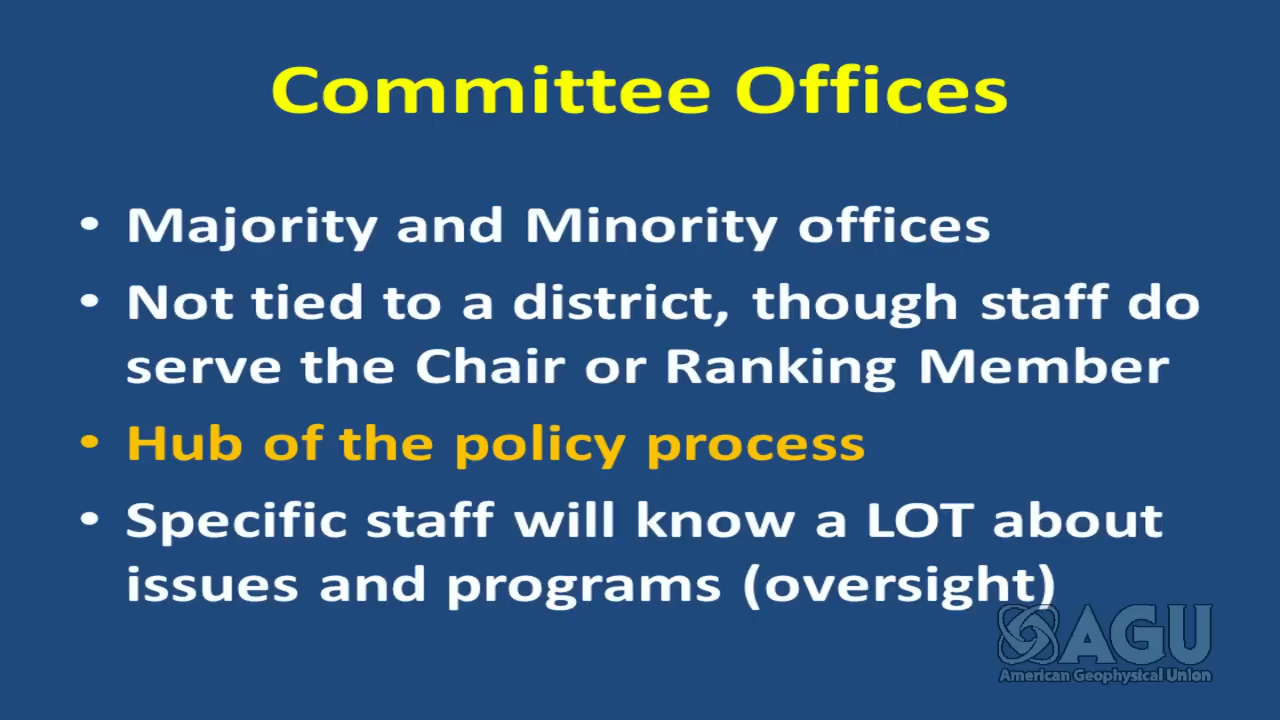 Committee Offices
• Majority and Minority offices
• Not tied to a district, though staff do
serve the Chair or Ranking Member
• Hub of the policy process
• Specific staff will know a LOT about
issues and programs (oversight)
AGU
American Geophysical Union